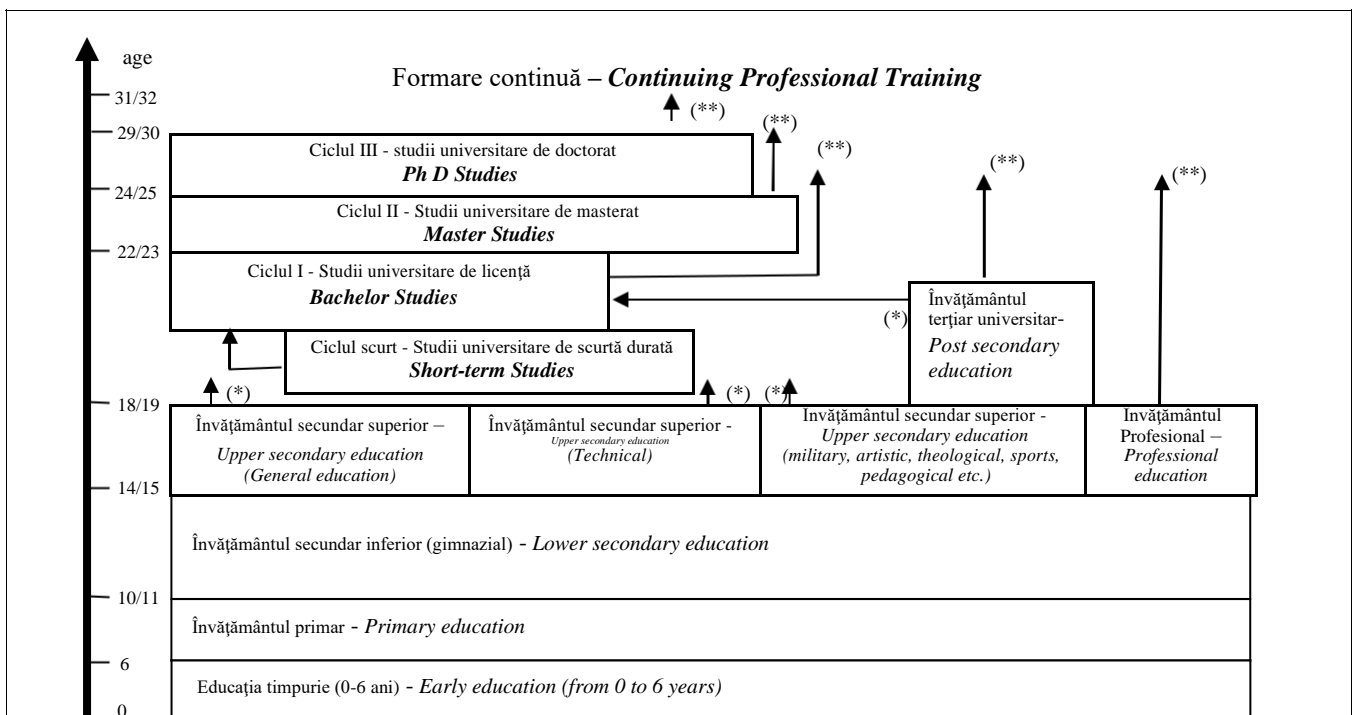 age
Formare continuă – Continuing Professional Training
31/32
(**)
29/30
(**)
Ciclul III - studii universitare de doctorat
(**)
Ph D Studies
(**)
(**)
24/25
Ciclul II - Studii universitare de masterat
Master Studies
22/23
Ciclul I - Studii universitare de licenţă
Bachelor Studies
Învăţământul
terţiar universitar-
Post secondary
education
(*)
Ciclul scurt - Studii universitare de scurtă durată
Short-term Studies
(*)
(*)
(*)
18/19
Învăţământul secundar superior –
Upper secondary education
(General education)
Învăţământul secundar superior -
Upper secondary education
(Technical)
Învăţământul secundar superior -
Upper secondary education
(military, artistic, theological, sports,
pedagogical etc.)
Învăţământul
Profesional –
Professional
education
14/15
Învăţământul secundar inferior (gimnazial) - Lower secondary education
10/11
Învăţământul primar - Primary education
6
Educaţia timpurie (0-6 ani) - Early education (from 0 to 6 years)
0